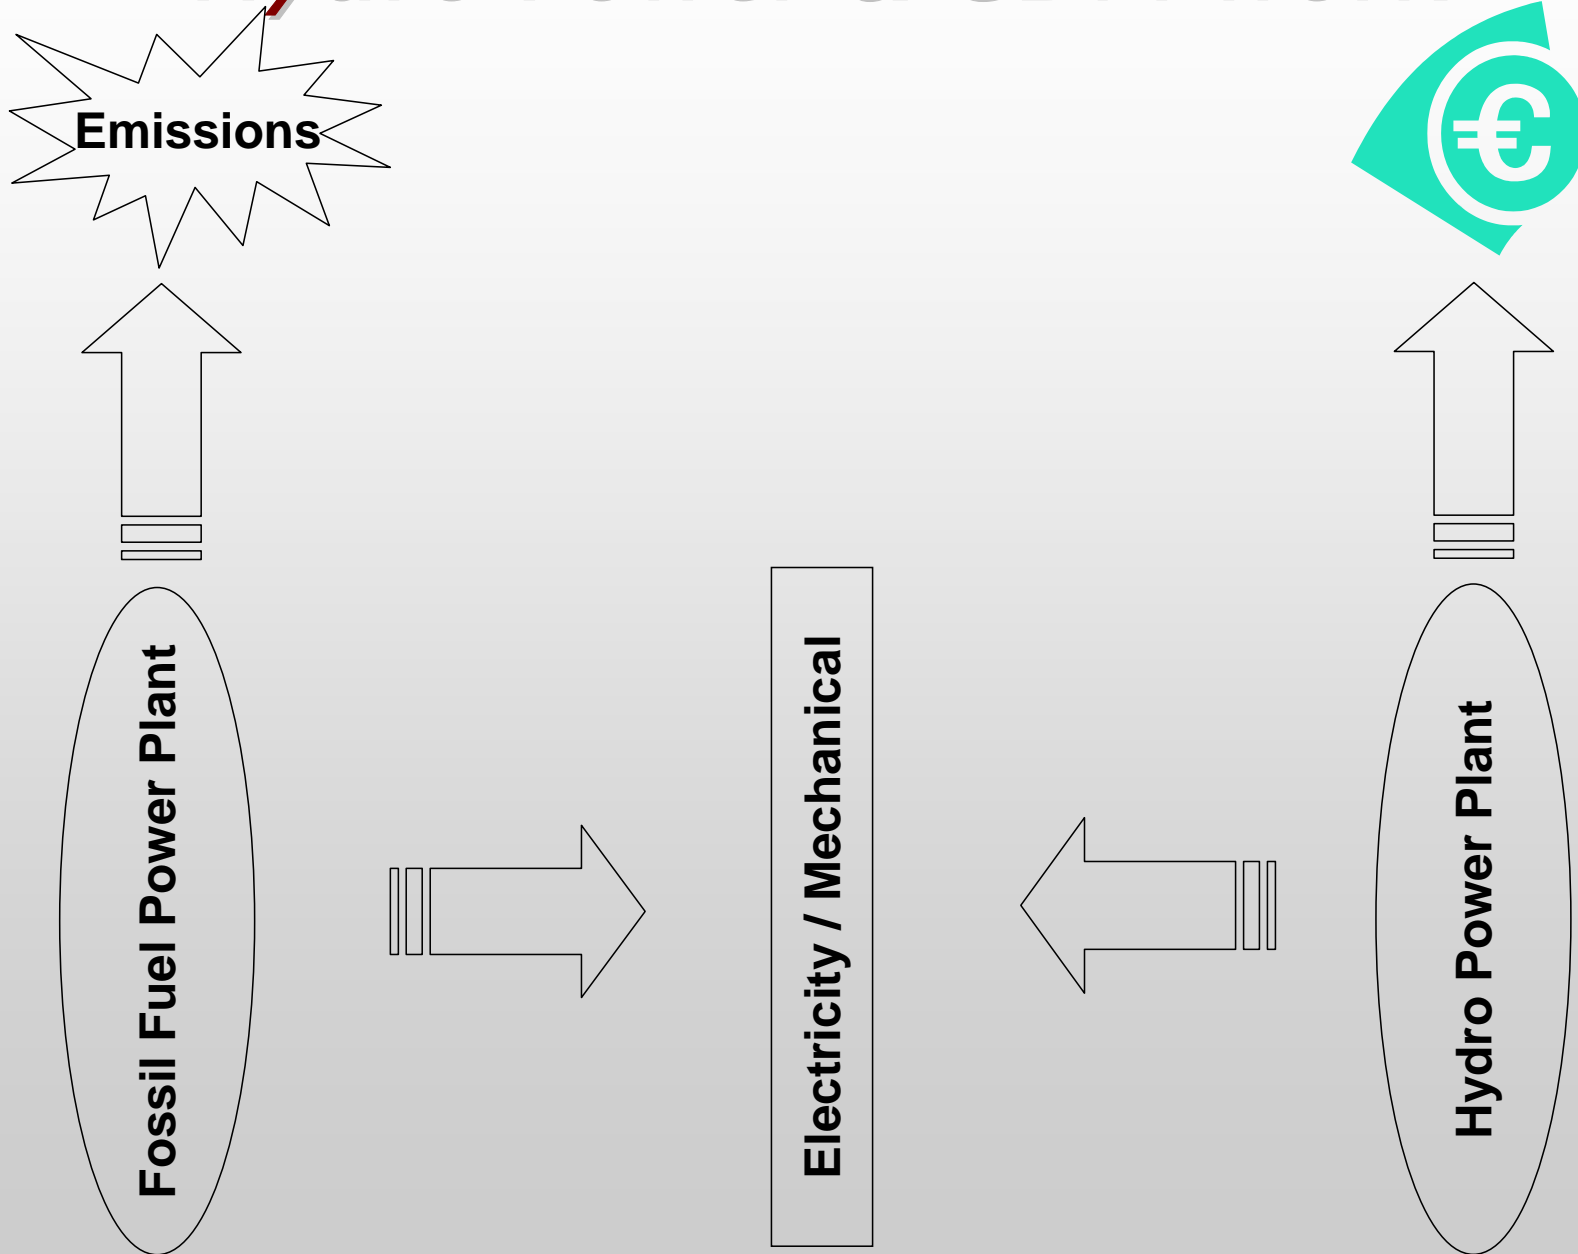 Emissions
€
Fossil Fuel Power Plant
Electricity / Mechanical
Hydro Power Plant